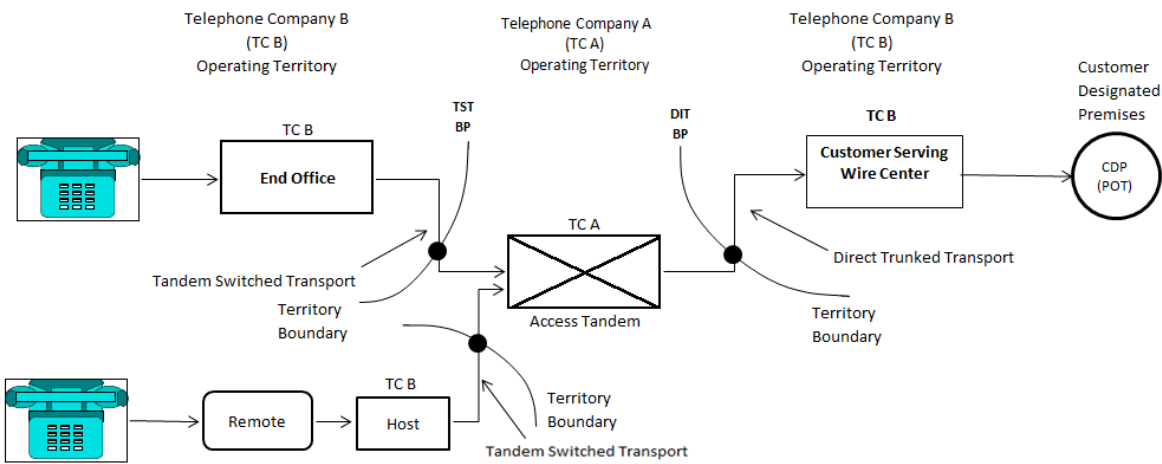 Telephone Company B
(TC B)
Operating Territory
Telephone Company A
(TC A)
Operating Territory
Telephone Company B
(TC B)
Operating Territory
Customer
Designated
Premises
TST
BP
DIT
BP
TC B
End Office
TC B
Customer Serving
Wire Center
CDP
(POT)
TC A
Access Tandem
Tandem Switched Transport
Territory
Boundary
Direct Trunked Transport
Territory
Boundary
Remote
TC B
Host
Territory
Boundary
Tandem Switched Transport